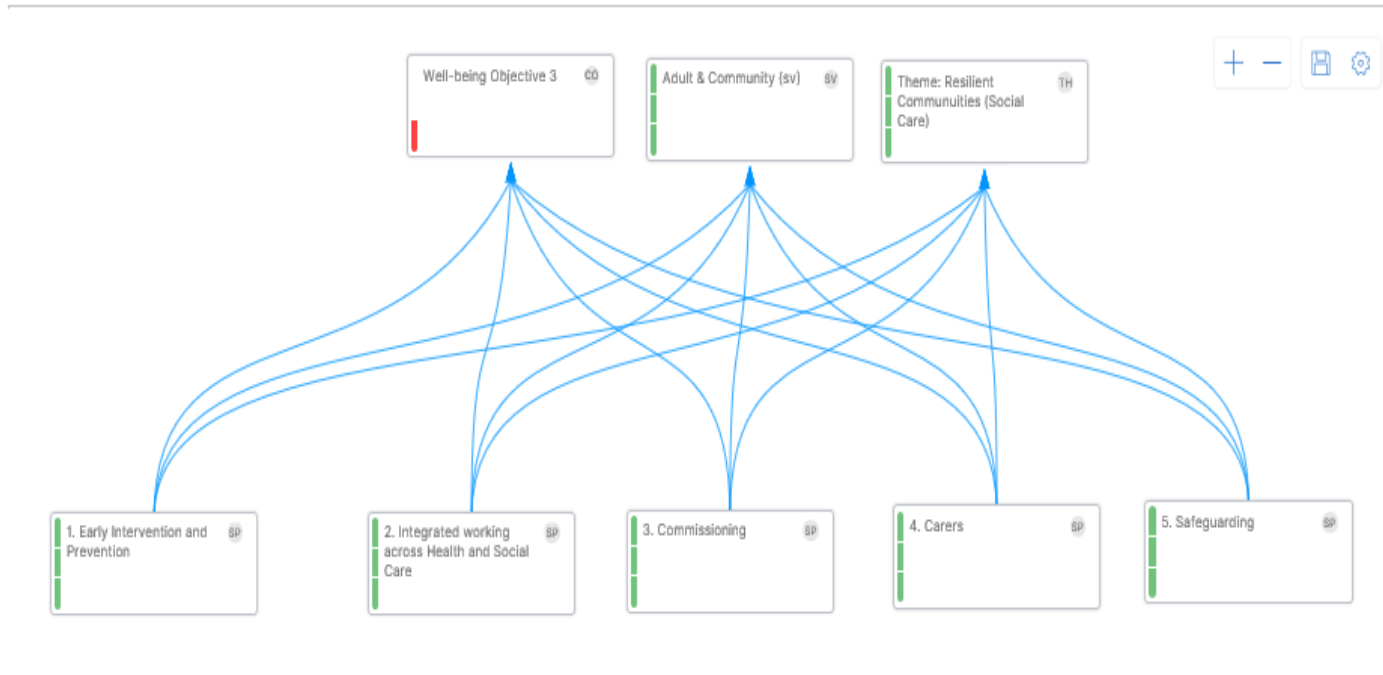 Well-being Objective 3 CO
Adult & Community (sv) SV
Theme: Resilient TH
Communuities (Social
Care)
1. Early Intervention and SP
Prevention
2. Integrated working SP
across Health and Social
Care
3. Commissioning SP
4. Carers SP
5. Safeguarding SP